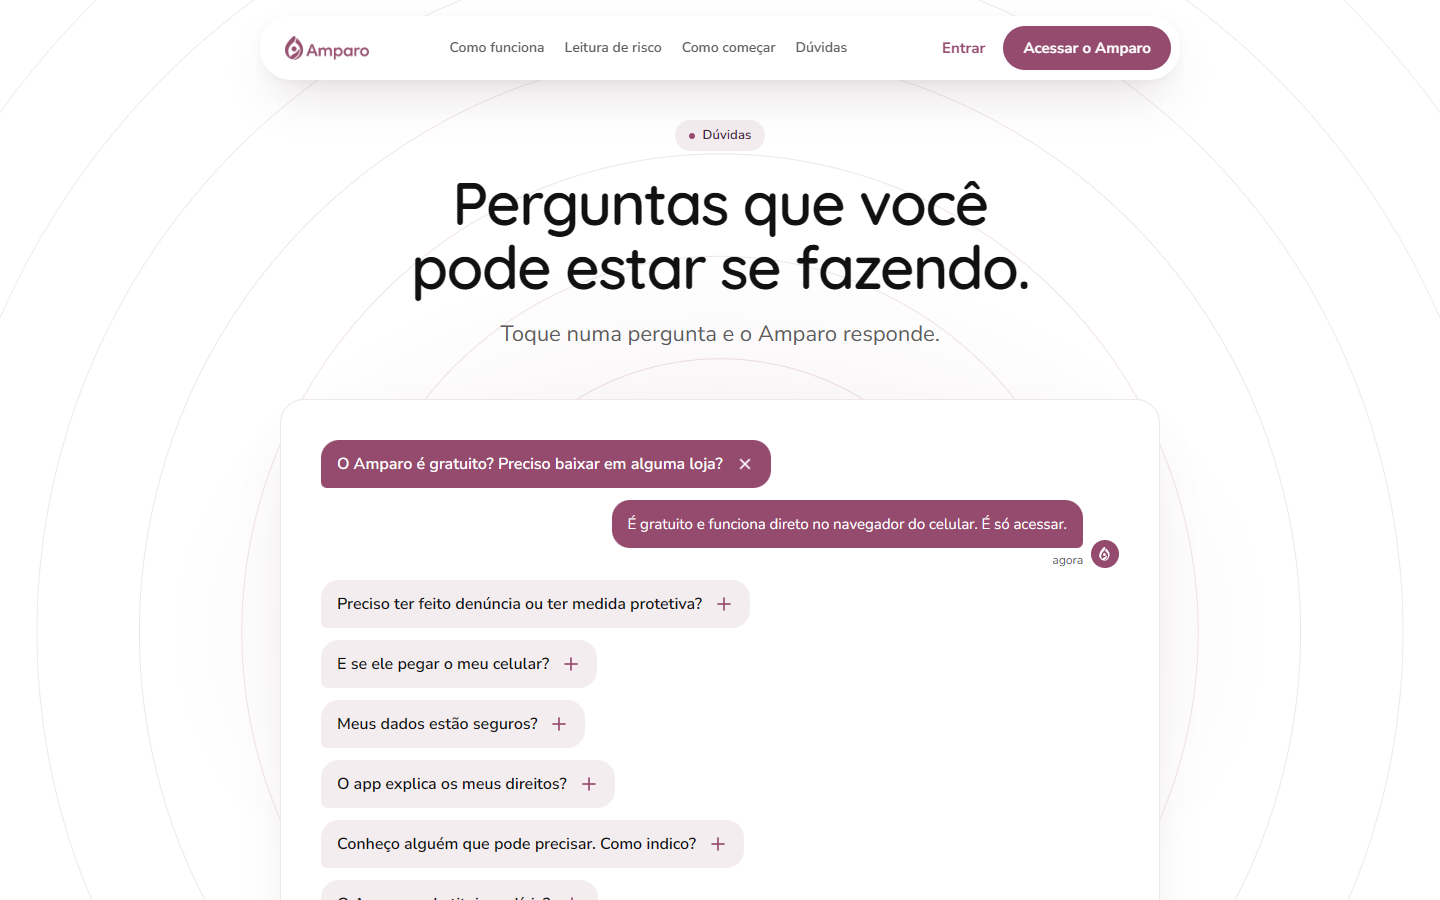 Amparo
Como funciona
Leitura de risco
Como começar
Dúvidas
Entrar
Acessar o Amparo
Dúvidas
Perguntas que você
pode estar se fazendo.
Toque numa pergunta e o Amparo responde.
O Amparo é gratuito? Preciso baixar em alguma loja?
É gratuito e funciona direto no navegador do celular. É só acessar.
agora
Preciso ter feito denúncia ou ter medida protetiva?
E se ele pegar o meu celular?
Meus dados estão seguros?
O app explica os meus direitos?
Conheço alguém que pode precisar. Como indico?